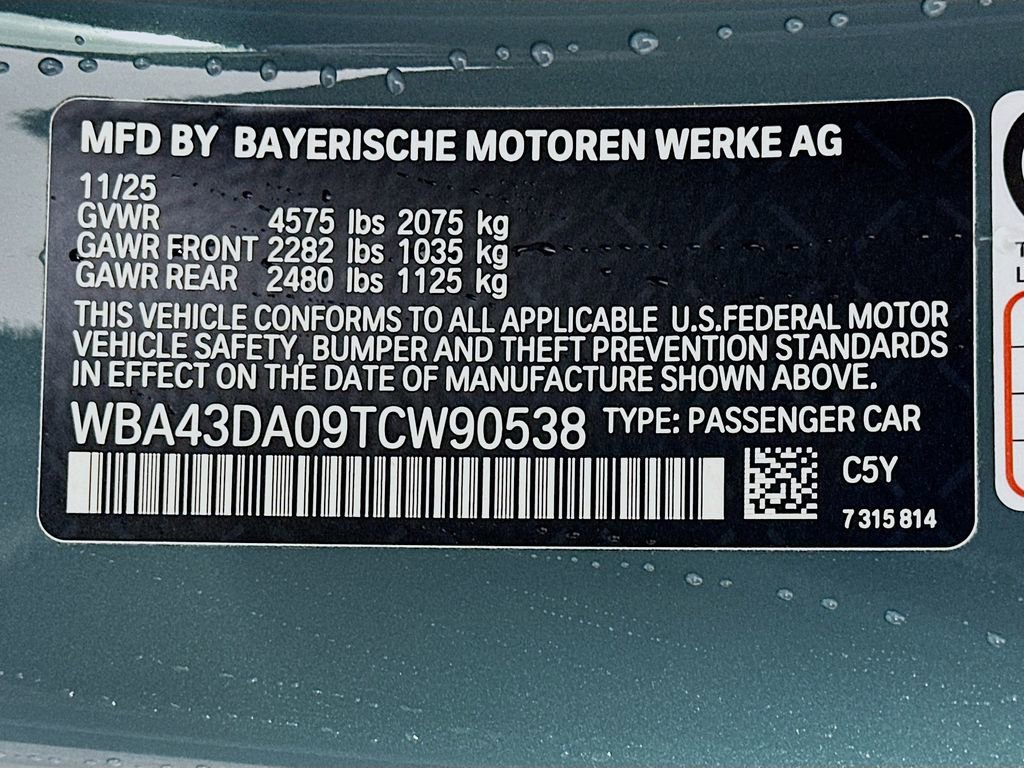 MFD BY BAYERISCHE MOTOREN WERKE AG
11/25
GVWR 4575 lbs 2075 kg
GAWR FRONT 2282 lbs 1035 kg
GAWR REAR 2480 lbs 1125 kg
THIS VEHICLE CONFORMS TO ALL APPLICABLE U.S.FEDERAL MOTOR
VEHICLE SAFETY, BUMPER AND THEFT PREVENTION STANDARDS
IN EFFECT ON THE DATE OF MANUFACTURE SHOWN ABOVE.
WBA43DA09TCW90538 TYPE: PASSENGER CAR
C5Y
7 315 814